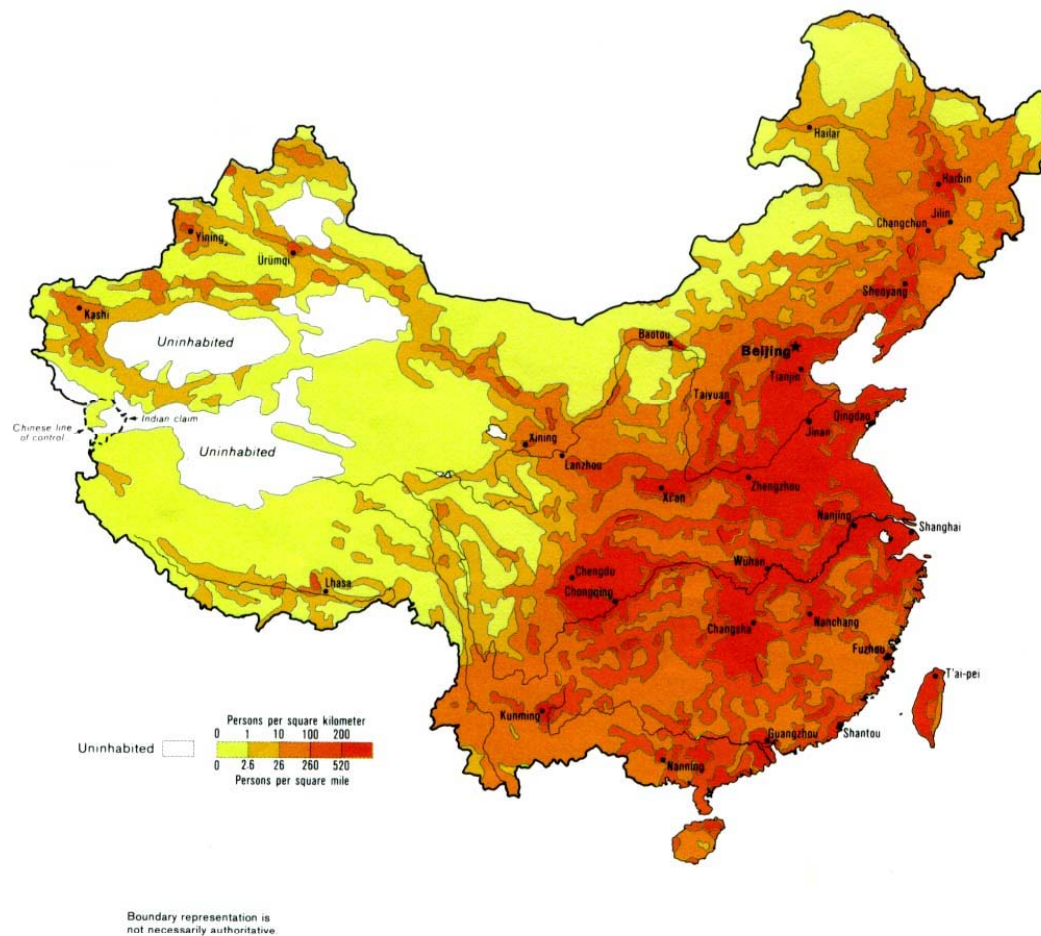 Hailar
Harbin
Jilin
Changchun
Yining
Ürümqi
Shenyang
Kashi
Baotou
Beijing
Uninhabited
Tianjin
Taiyuan
Indian claim
Qingdao
Chinese line
of control
Jinan
Xining
Uninhabited
Lanzhou
Zhengzhou
Xi'an
Nanjing
Shanghai
Wuhan
Chengdu
Lhasa
Chongqing
Nanchang
Changsha
Fuzhou
T'ai-pei
Kunming
Persons per square kilometer
0 1 10 100 200
Uninhabited
0 2.6 26 260 520
Persons per square mile
Guangzhou
Shantou
Nanning
Boundary representation is
not necessarily authoritative.